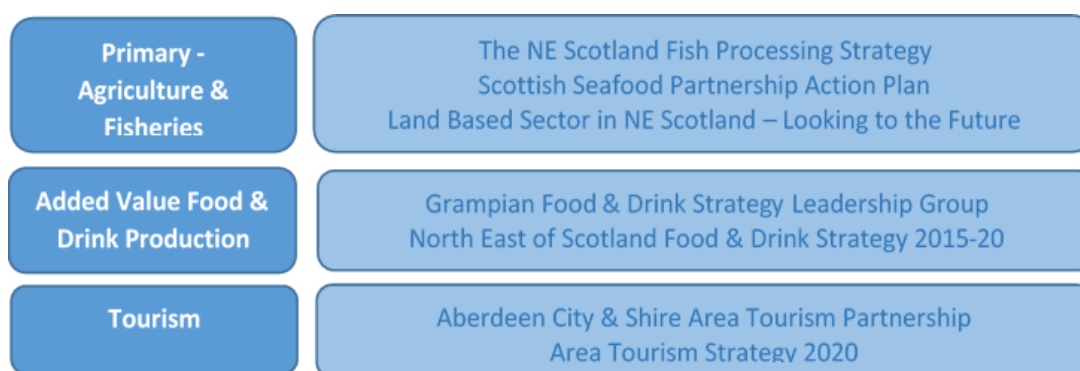 Primary -
Agriculture &
Fisheries
The NE Scotland Fish Processing Strategy
Scottish Seafood Partnership Action Plan
Land Based Sector in NE Scotland – Looking to the Future
Added Value Food &
Drink Production
Grampian Food & Drink Strategy Leadership Group
North East of Scotland Food & Drink Strategy 2015-20
Tourism
Aberdeen City & Shire Area Tourism Partnership
Area Tourism Strategy 2020